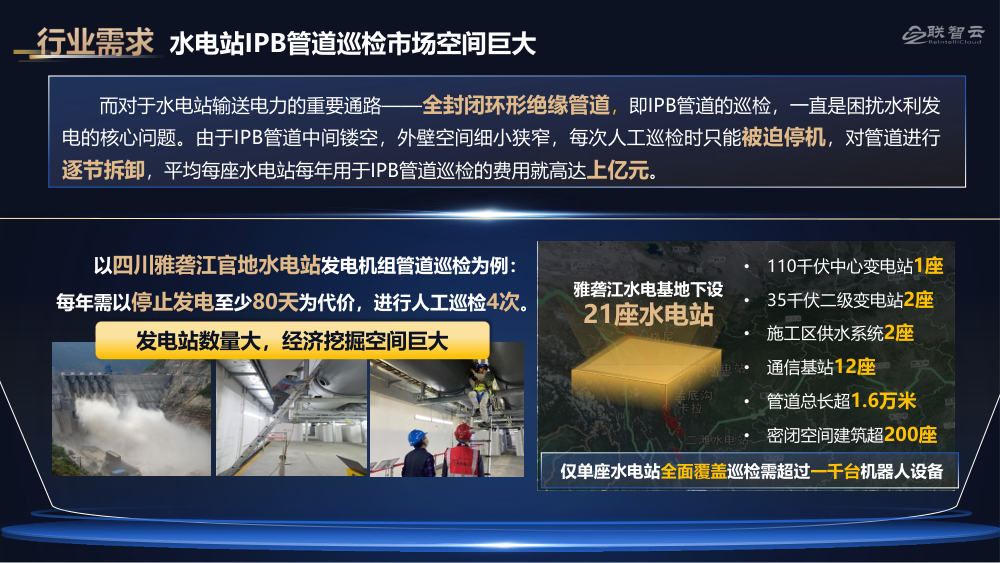 行业需求 水电站IPB管道巡检市场空间巨大
联智云
ReIntelliCloud
而对于水电站输送电力的重要通路——全封闭环形绝缘管道，即IPB管道的巡检，一直是困扰水利发
电的核心问题。由于IPB管道中间镂空，外壁空间细小狭窄，每次人工巡检时只能被迫停机，对管道进行
逐节拆卸，平均每座水电站每年用于IPB管道巡检的费用就高达上亿元。
以四川雅砻江官地水电站发电机组管道巡检为例：
每年需以停止发电至少80天为代价，进行人工巡检4次。
发电站数量大，经济挖掘空间巨大
雅砻江水电基地下设
21座水电站
• 110千伏中心变电站1座
• 35千伏二级变电站2座
• 施工区供水系统2座
• 通信基站12座
• 管道总长超1.6万米
• 密闭空间建筑超200座
卡拉
二滩水电站
仅单座水电站全面覆盖巡检需超过一千台机器人设备